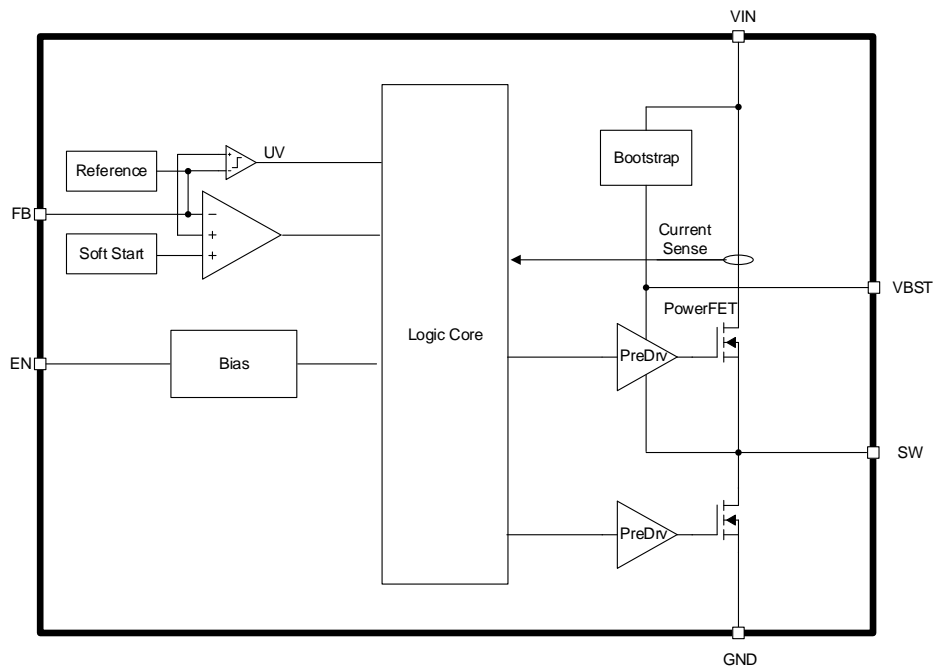 VIN
Bootstrap
UV
Reference
+
-
FB
−
+
+
Soft Start
Current
Sense
VBST
PowerFET
Logic Core
EN
Bias
PreDrv
SW
PreDrv
GND